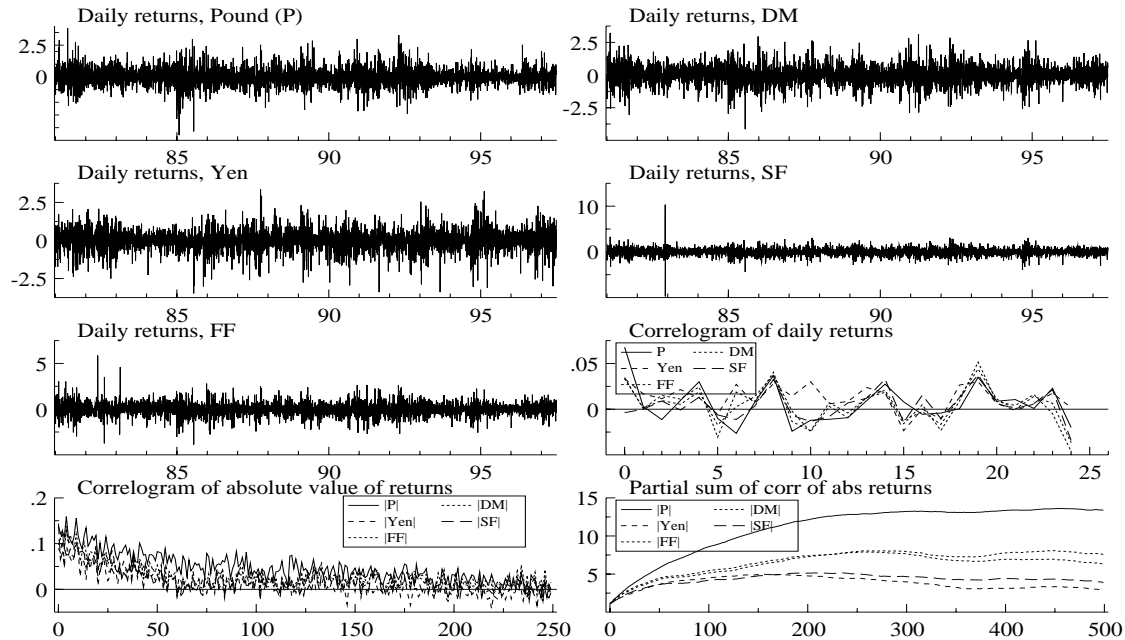 Daily returns, Pound (P)
2.5
0
85 90 95
Daily returns, DM
2.5
0
-2.5
85 90 95
Daily returns, Yen
2.5
0
-2.5
85 90 95
Daily returns, SF
10
0
85 90 95
Daily returns, FF
5
0
85 90 95
Correlogram of daily returns
P DM
Yen SF
FF
.05
0
0 5 10 15 20 25
Correlogram of absolute value of returns
|P| |DM|
|Yen| |SF|
|FF|
.2
.1
0
0 50 100 150 200 250
Partial sum of corr of abs returns
|P| |DM|
|Yen| |SF|
|FF|
15
10
5
0 100 200 300 400 500